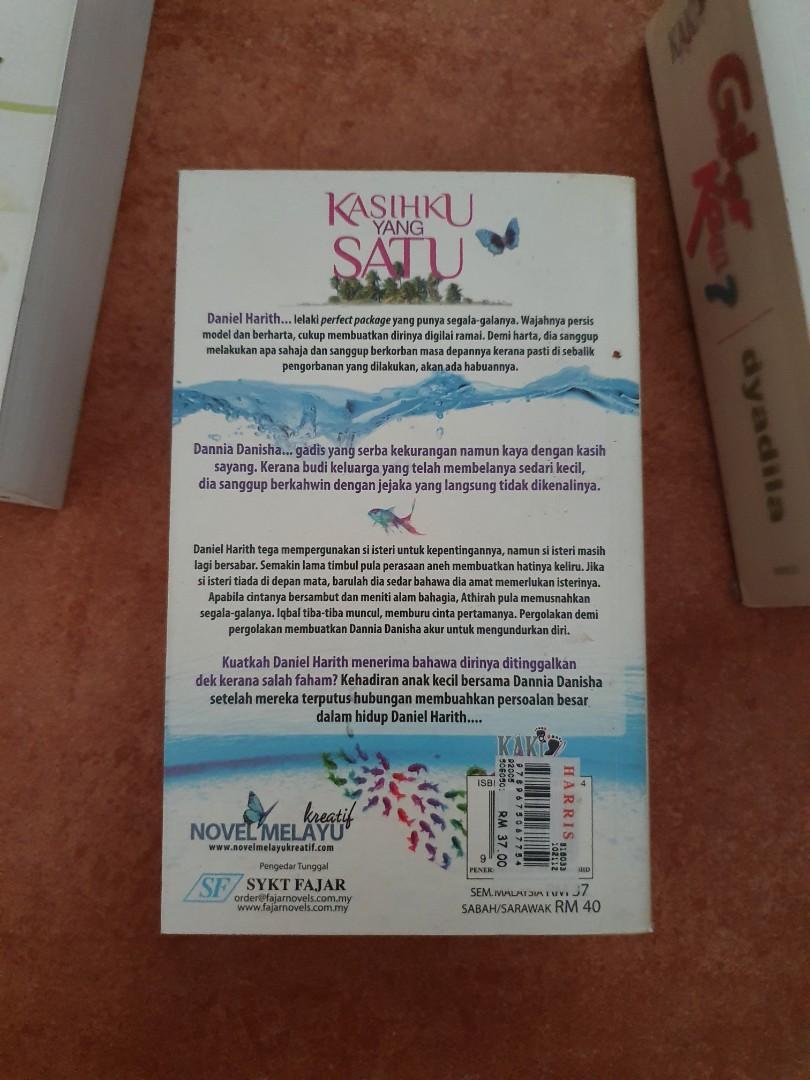 KASIHKU
YANG
SATU
Daniel Harith... lelaki perfect package yang punya segala-galanya. Wajahnya persis
model dan berharta, cukup membuatkan dirinya digilai ramai. Demi harta, dia sanggup
melakukan apa sahaja dan sanggup berkorban masa depannya kerana pasti di sebalik
pengorbanan yang dilakukan, akan ada habuannya.
Dannia Danisha... gadis yang serba kekurangan namun kaya dengan kasih
sayang. Kerana budi keluarga yang telah membelanya sedari kecil,
dia sanggup berkahwin dengan jejaka yang langsung tidak dikenalinya.
Daniel Harith tega mempergunakan si isteri untuk kepentingannya, namun si isteri masih
lagi bersabar. Semakin lama timbul pula perasaan aneh membuatkan hatinya keliru. Jika
si isteri tiada di depan mata, barulah dia sedar bahawa dia amat memerlukan isterinya.
Apabila cintanya bersambut dan meniti alam bahagia, Athirah pula memusnahkan
segala-galanya. Iqbal tiba-tiba muncul, memburu cinta pertamanya. Pergolakan demi
pergolakan membuatkan Dannia Danisha akur untuk mengundurkan diri.
Kuatkah Daniel Harith menerima bahawa dirinya ditinggalkan
dek kerana salah faham? Kehadiran anak kecil bersama Dannia Danisha
setelah mereka terputus hubungan membuahkan persoalan besar
dalam hidup Daniel Harith....
KAKI
kreatif
NOVEL MELAYU
www.novelmelayukreatif.com
Pengedar Tunggal
SF SYKT FAJAR
order@fajarnovels.com.my
www.fajarnovels.com.my
HARRIS
RM 37.00
9789675067754
SEM. MALAYSIA RM 37
SABAH/SARAWAK RM 40
dyadila